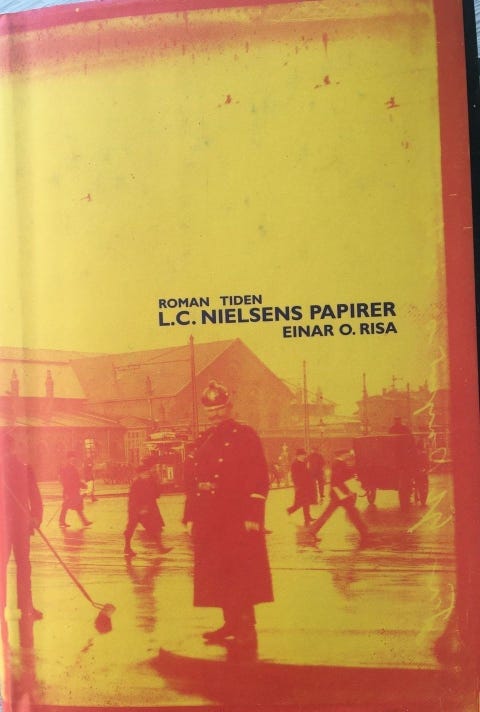 ROMAN TIDEN
L.C. NIELSENS PAPIRER
EINAR O. RISA